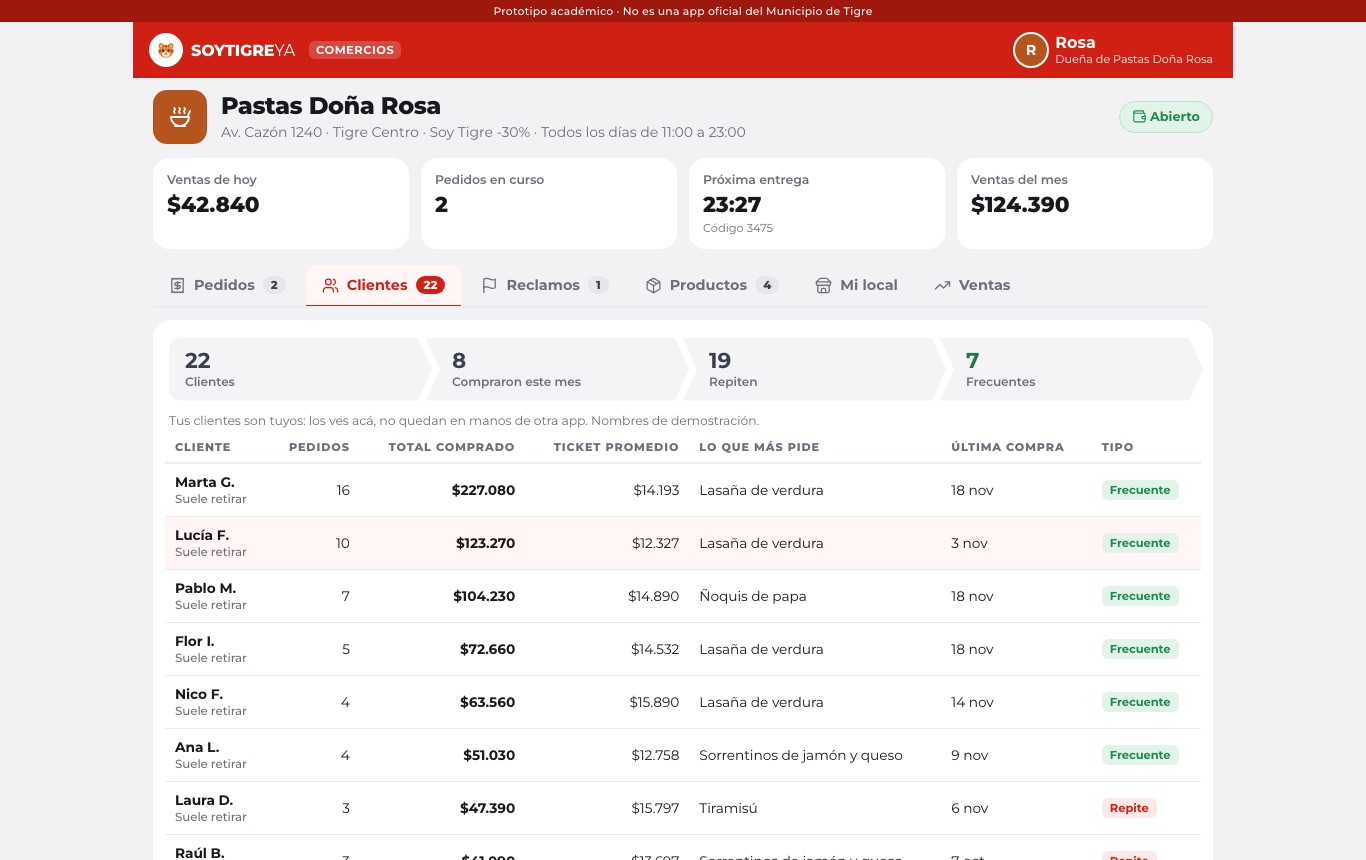 Prototipo académico · No es una app oficial del Municipio de Tigre
SOYTIGREYA COMERCIOS
R
Rosa
Dueña de Pastas Doña Rosa
Pastas Doña Rosa
Av. Cazón 1240 · Tigre Centro · Soy Tigre -30% · Todos los días de 11:00 a 23:00
Abierto
Ventas de hoy
$42.840
Pedidos en curso
2
Próxima entrega
23:27
Código 3475
Ventas del mes
$124.390
Pedidos 2 Clientes 22 Reclamos 1 Productos 4 Mi local Ventas
22
Clientes
8
Compraron este mes
19
Repiten
7
Frecuentes
Tus clientes son tuyos: los ves acá, no quedan en manos de otra app. Nombres de demostración.
CLIENTE PEDIDOS TOTAL COMPRADO TICKET PROMEDIO LO QUE MÁS PIDE ÚLTIMA COMPRA TIPO
Marta G.
Suele retirar
16 $227.080 $14.193 Lasaña de verdura 18 nov Frecuente
Lucía F.
Suele retirar
10 $123.270 $12.327 Lasaña de verdura 3 nov Frecuente
Pablo M.
Suele retirar
7 $104.230 $14.890 Ñoquis de papa 18 nov Frecuente
Flor I.
Suele retirar
5 $72.660 $14.532 Lasaña de verdura 18 nov Frecuente
Nico F.
Suele retirar
4 $63.560 $15.890 Lasaña de verdura 14 nov Frecuente
Ana L.
Suele retirar
4 $51.030 $12.758 Sorrentinos de jamón y queso 9 nov Frecuente
Laura D.
Suele retirar
3 $47.390 $15.797 Tiramisú 6 nov Repite
Raúl B.